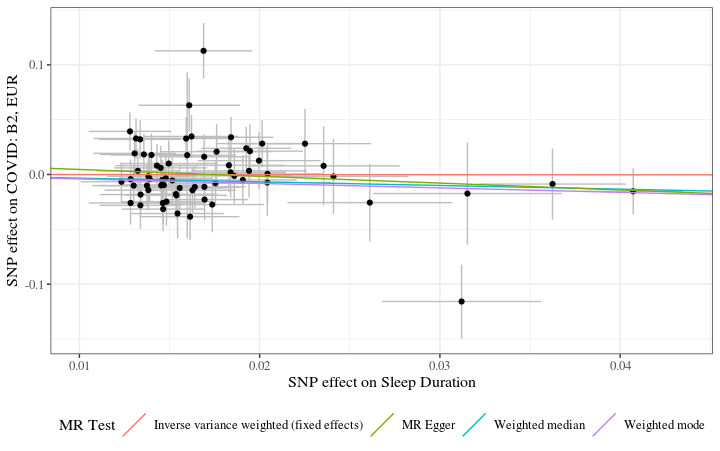 SNP effect on COVID: B2, EUR
0.1
0.0
-0.1
0.01 0.02 0.03 0.04
SNP effect on Sleep Duration
MR Test Inverse variance weighted (fixed effects) MR Egger Weighted median Weighted mode